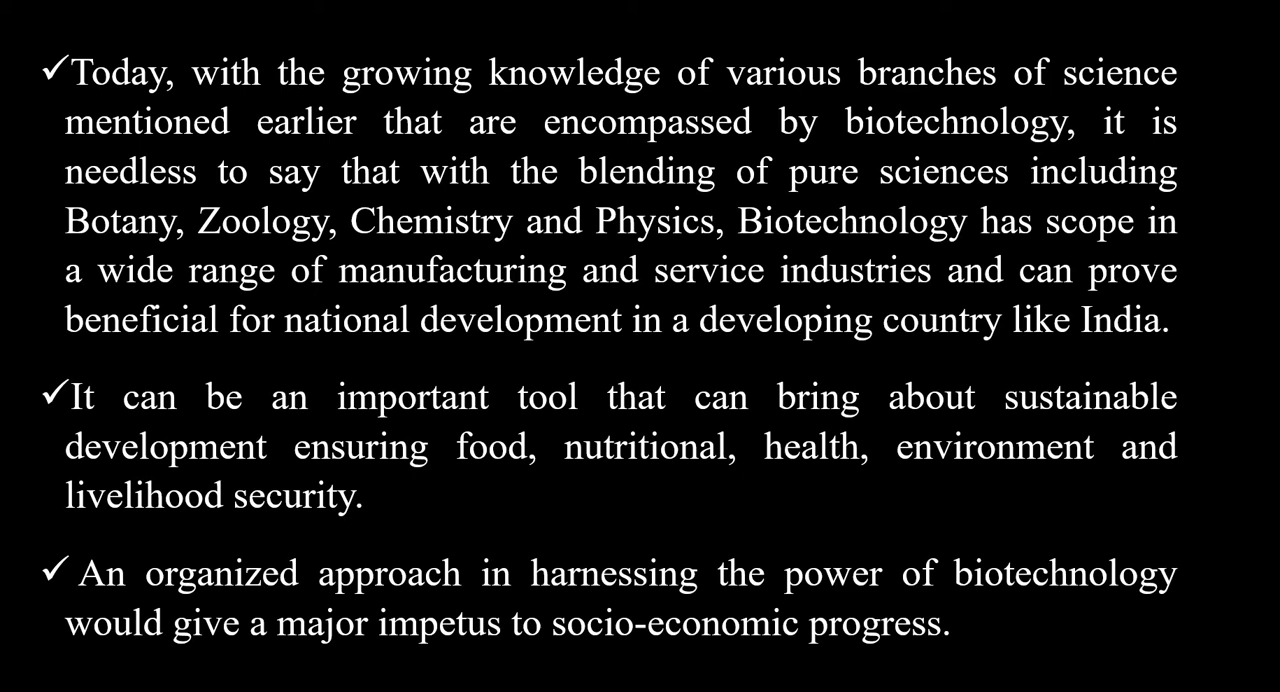 ✓Today, with the growing knowledge of various branches of science
mentioned earlier that are encompassed by biotechnology, it is
needless to say that with the blending of pure sciences including
Botany, Zoology, Chemistry and Physics, Biotechnology has scope in
a wide range of manufacturing and service industries and can prove
beneficial for national development in a developing country like India.
✓It can be an important tool that can bring about sustainable
development ensuring food, nutritional, health, environment and
livelihood security.
✓ An organized approach in harnessing the power of biotechnology
would give a major impetus to socio-economic progress.